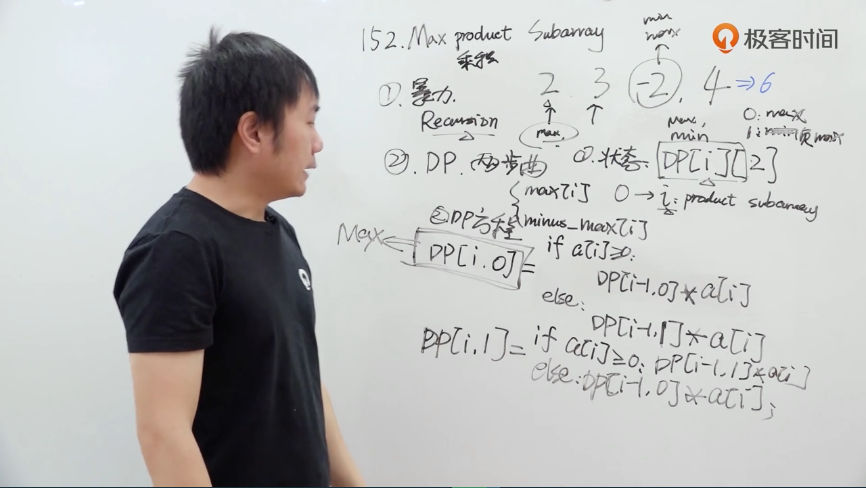 极客时间
152. Max product Subarray
乘积
min
max
2 3 -2, 4 ⇒6
①. 暴力.
Recursion
max,
max,
min
0: max
1: 负max
②. DP. 两步曲 ①. 状态: DP[i][2]
max[i] 0 → i: product subarray
minus_max[i]
②DP方程
Max
DP[i,0] = if a[i]≥0:
DP[i-1,0]*a[i]
else:
DP[i-1,1]*a[i]
DP[i,1] = if a[i]≥0: DP[i-1,1]*a[i]
else: DP[i-1,0]*a[i];